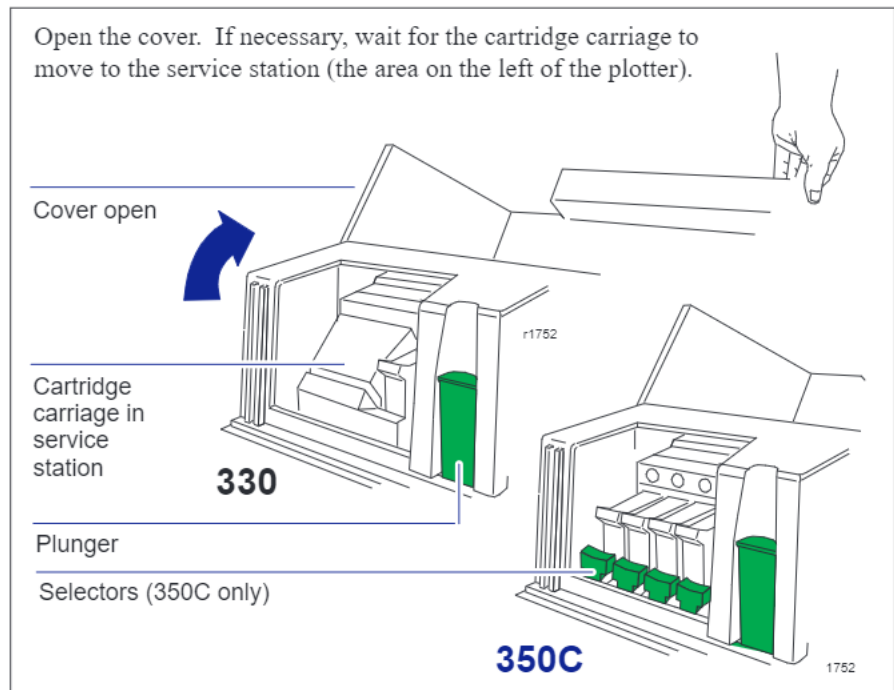 Open the cover.  If necessary, wait for the cartridge carriage to
move to the service station (the area on the left of the plotter).
Cover open
r1752
Cartridge
carriage in
service
station
330
Plunger
Selectors (350C only)
350C
1752